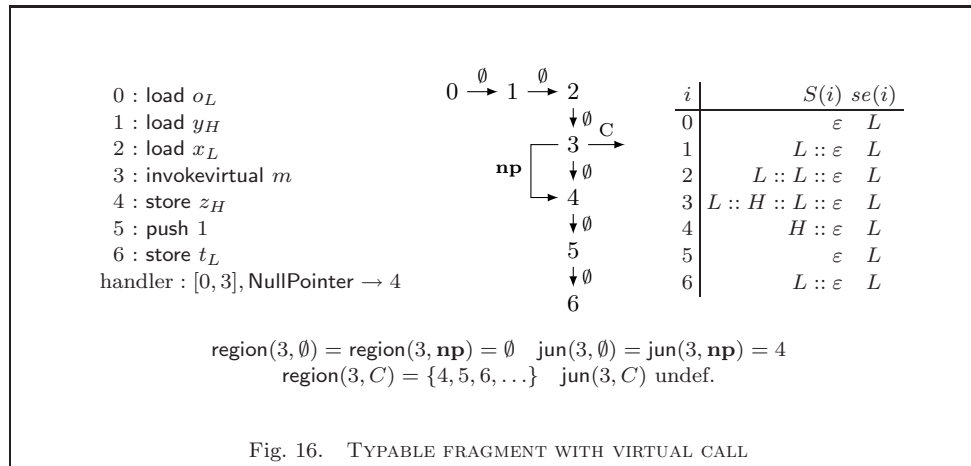 0 : load o_L
1 : load y_H
2 : load x_L
3 : invokevirtual m
4 : store z_H
5 : push 1
6 : store t_L
handler : [0, 3], NullPointer → 4
∅ ∅
0 → 1 → 2
∅
3 C
np ∅
4
∅
5
∅
6
i S(i) se(i)
0 ε L
1 L :: ε L
2 L :: L :: ε L
3 L :: H :: L :: ε L
4 H :: ε L
5 ε L
6 L :: ε L
region(3, ∅) = region(3, np) = ∅ jun(3, ∅) = jun(3, np) = 4
region(3, C) = {4, 5, 6, . . .} jun(3, C) undef.
Fig. 16. TYPABLE FRAGMENT WITH VIRTUAL CALL